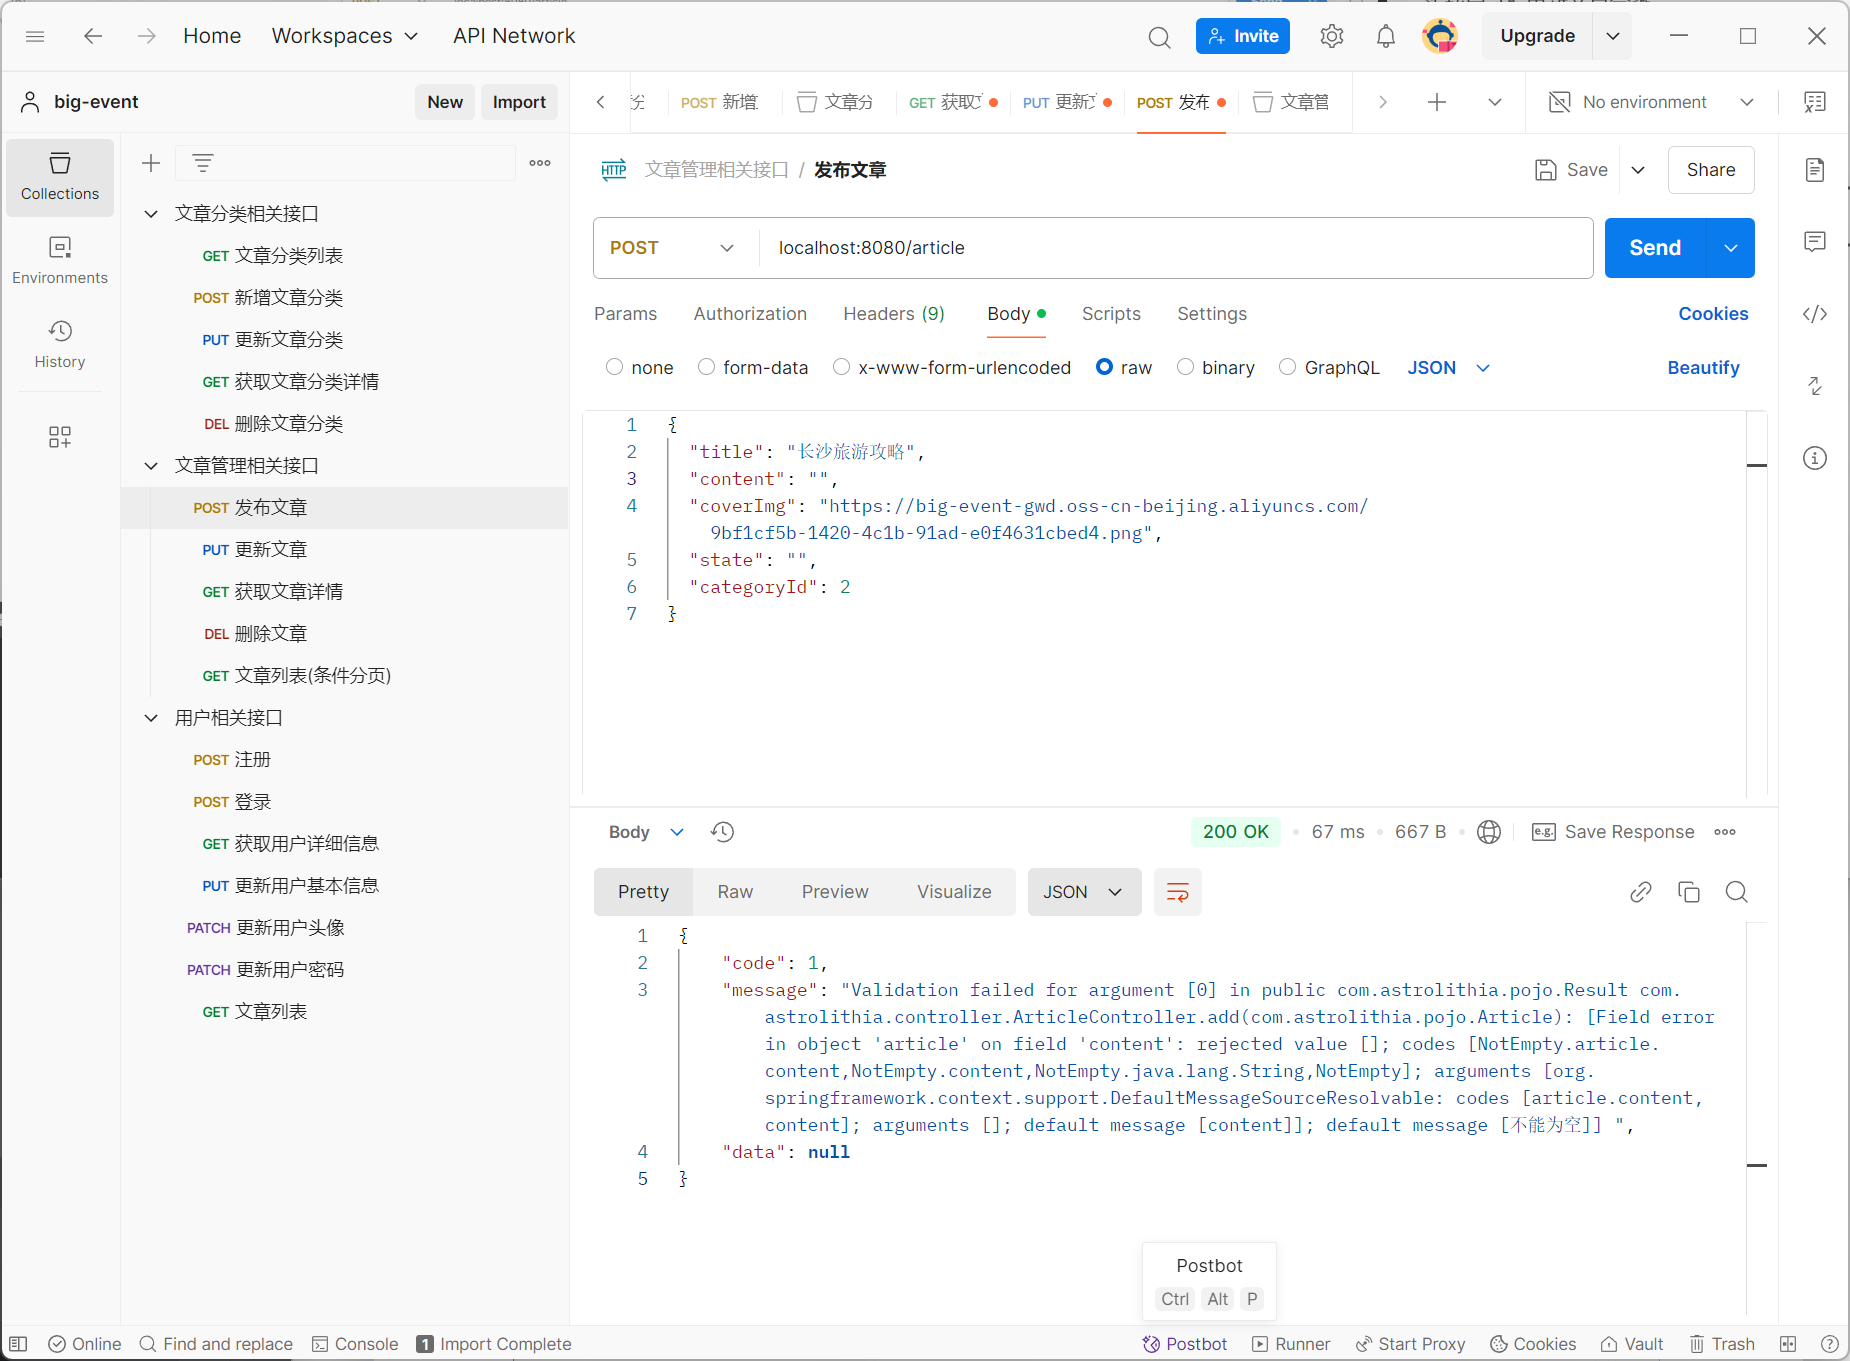 Home Workspaces API Network Invite Upgrade
big-event New Import
POST 新增 文章分 GET 获取 PUT 更新 POST 发布 文章管 No environment
Collections
Environments
History
文章分类相关接口
GET 文章分类列表
POST 新增文章分类
PUT 更新文章分类
GET 获取文章分类详情
DEL 删除文章分类
文章管理相关接口
POST 发布文章
PUT 更新文章
GET 获取文章详情
DEL 删除文章
GET 文章列表(条件分页)
用户相关接口
POST 注册
POST 登录
GET 获取用户详细信息
PUT 更新用户基本信息
PATCH 更新用户头像
PATCH 更新用户密码
GET 文章列表
HTTP 文章管理相关接口 / 发布文章 Save Share
POST localhost:8080/article Send
Params Authorization Headers (9) Body Scripts Settings Cookies
none form-data x-www-form-urlencoded raw binary GraphQL JSON Beautify
1 {
2 "title": "长沙旅游攻略",
3 "content": "",
4 "coverImg": "https://big-event-gwd.oss-cn-beijing.aliyuncs.com/
9bf1cf5b-1420-4c1b-91ad-e0f4631cbed4.png",
5 "state": "",
6 "categoryId": 2
7 }
Body 200 OK 67 ms 667 B e.g. Save Response
Pretty Raw Preview Visualize JSON
1 {
2 "code": 1,
3 "message": "Validation failed for argument [0] in public com.astrolithia.pojo.Result com.
astrolithia.controller.ArticleController.add(com.astrolithia.pojo.Article): [Field error
in object 'article' on field 'content': rejected value []; codes [NotEmpty.article.
content,NotEmpty.content,NotEmpty.java.lang.String,NotEmpty]; arguments [org.
springframework.context.support.DefaultMessageSourceResolvable: codes [article.content,
content]; arguments []; default message [content]]; default message [不能为空]] ",
4 "data": null
5 }
Postbot
Ctrl Alt P
Online Find and replace Console 1 Import Complete Postbot Runner Start Proxy Cookies Vault Trash